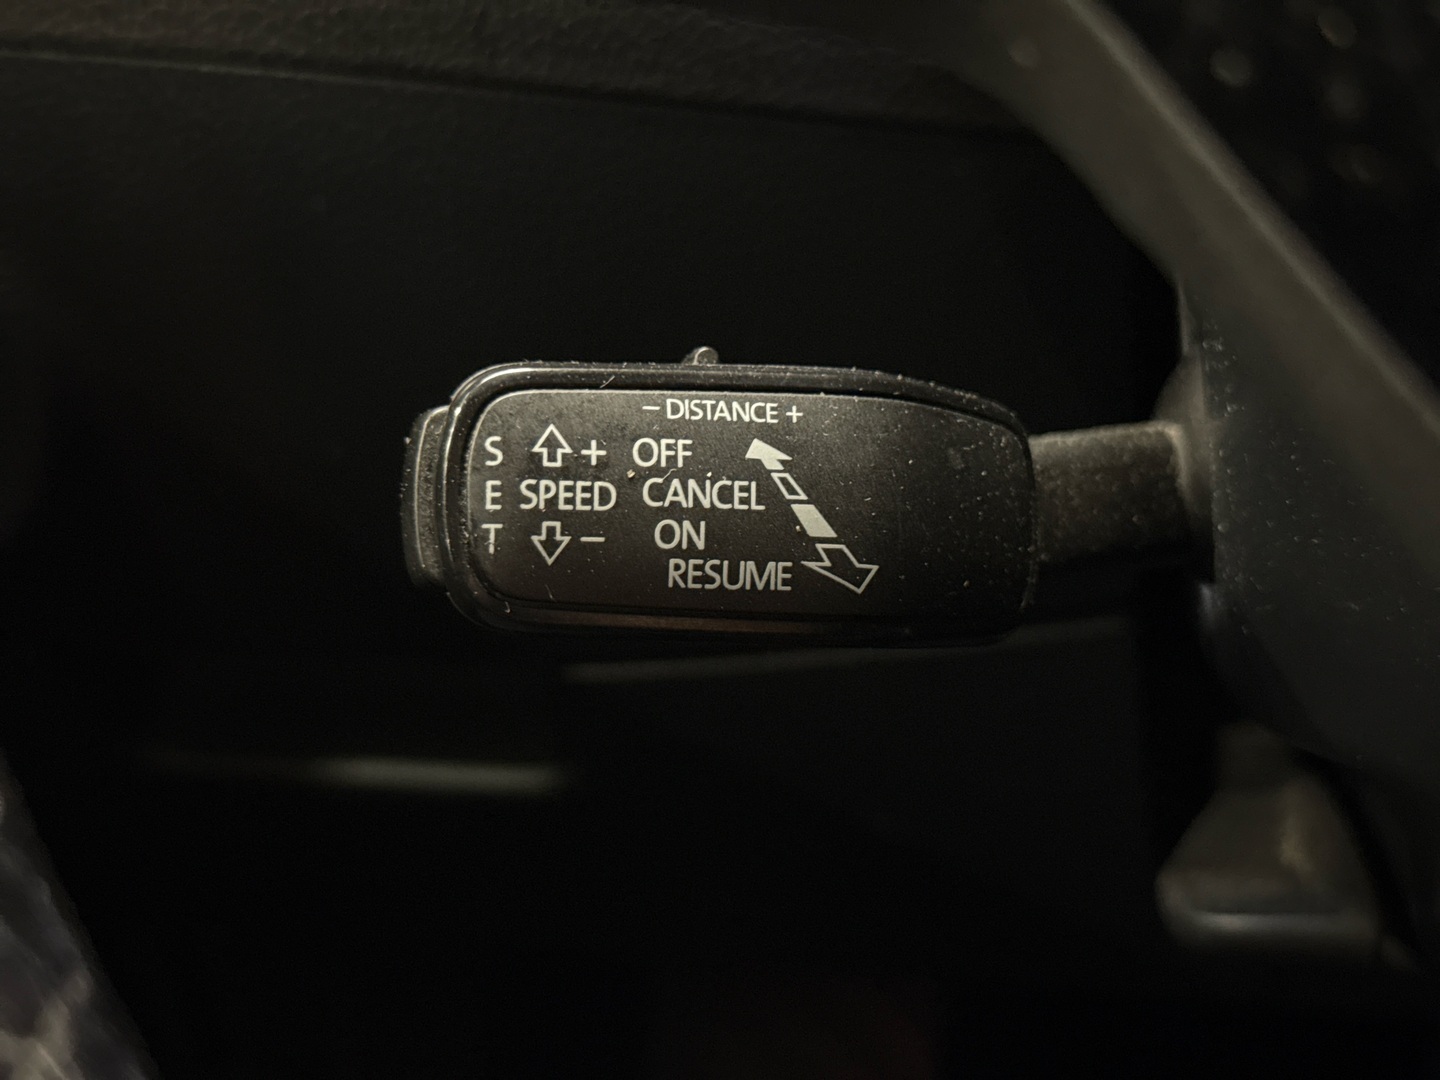 – DISTANCE +
S + OFF
E SPEED CANCEL
T – ON
RESUME